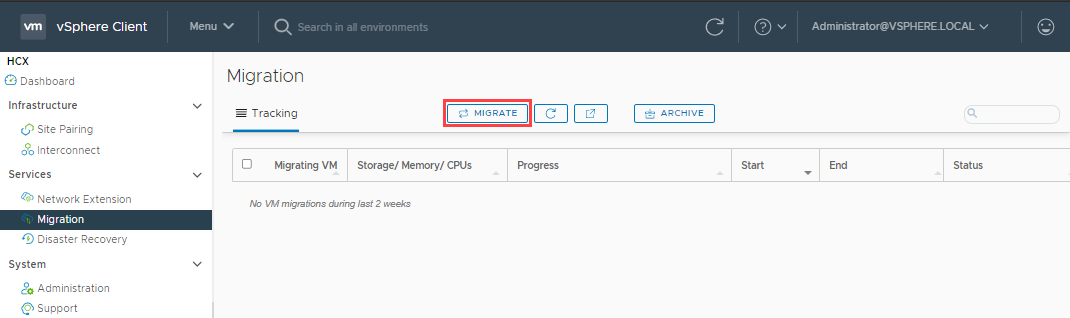 vm vSphere Client Menu Search in all environments Administrator@VSPHERE.LOCAL
HCX
Dashboard
Infrastructure
Site Pairing
Interconnect
Services
Network Extension
Migration
Disaster Recovery
System
Administration
Support
Migration
Tracking MIGRATE ARCHIVE
Migrating VM Storage/ Memory/ CPUs Progress Start End Status
No VM migrations during last 2 weeks